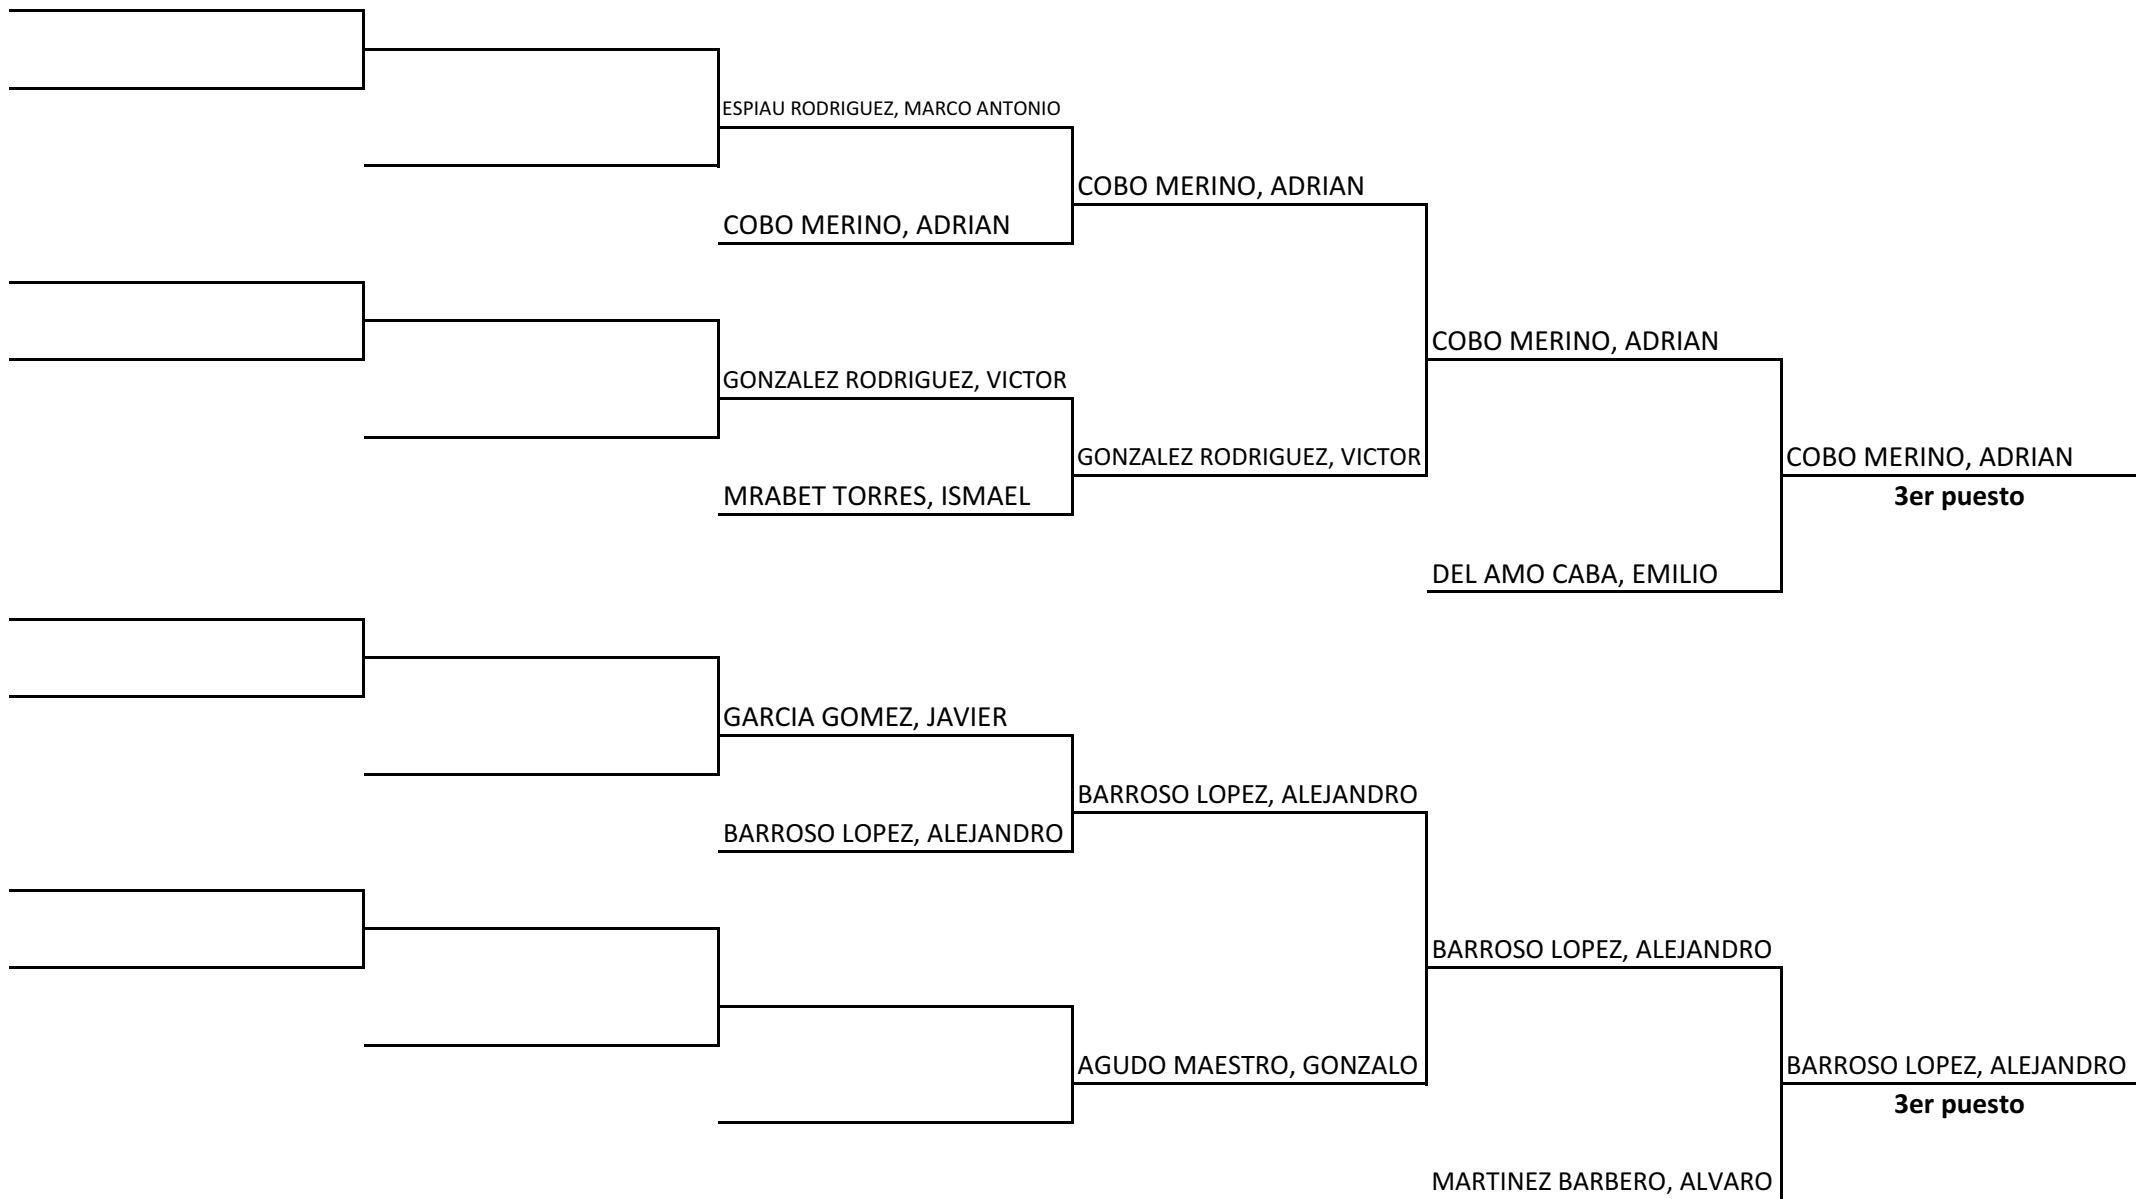 ESPIAU RODRIGUEZ, MARCO ANTONIO
COBO MERINO, ADRIAN
COBO MERINO, ADRIAN
COBO MERINO, ADRIAN
GONZALEZ RODRIGUEZ, VICTOR
GONZALEZ RODRIGUEZ, VICTOR
COBO MERINO, ADRIAN
MRABET TORRES, ISMAEL
3er puesto
DEL AMO CABA, EMILIO
GARCIA GOMEZ, JAVIER
BARROSO LOPEZ, ALEJANDRO
BARROSO LOPEZ, ALEJANDRO
BARROSO LOPEZ, ALEJANDRO
AGUDO MAESTRO, GONZALO
BARROSO LOPEZ, ALEJANDRO
3er puesto
MARTINEZ BARBERO, ALVARO